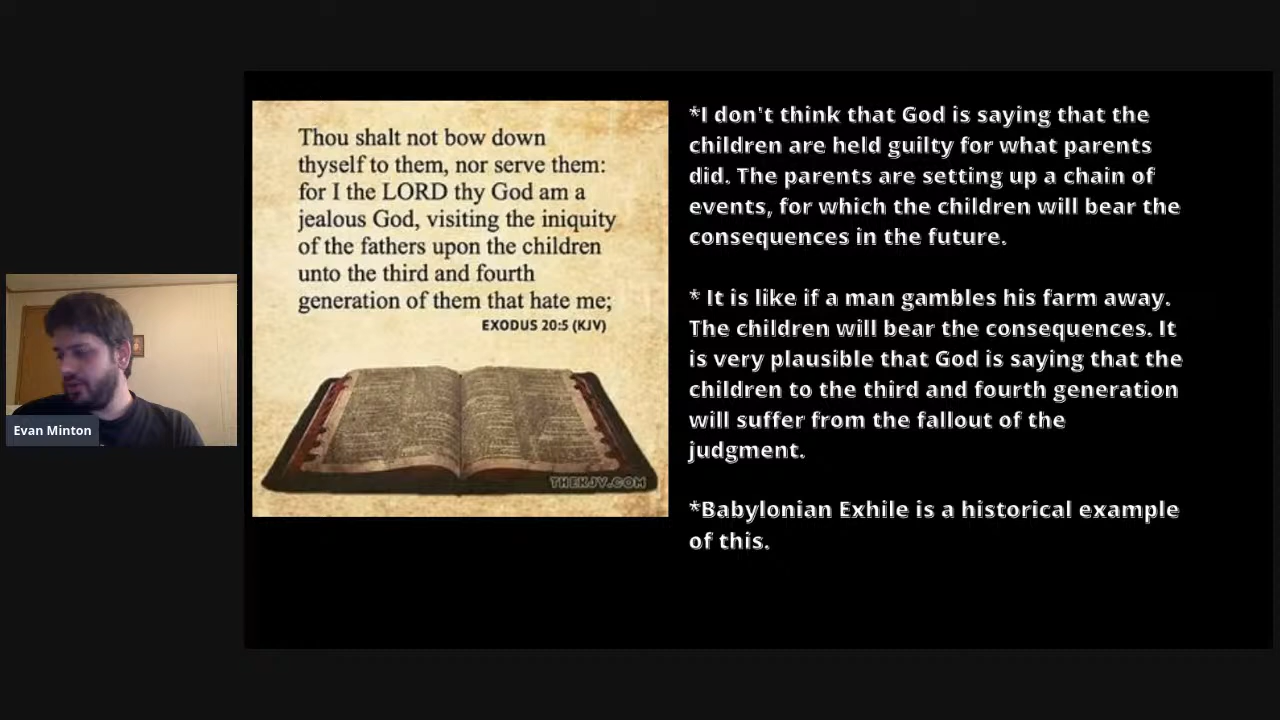 Thou shalt not bow down
thyself to them, nor serve them:
for I the LORD thy God am a
jealous God, visiting the iniquity
of the fathers upon the children
unto the third and fourth
generation of them that hate me;
EXODUS 20:5 (KJV)
THEKJV.COM
*I don't think that God is saying that the
children are held guilty for what parents
did. The parents are setting up a chain of
events, for which the children will bear the
consequences in the future.
* It is like if a man gambles his farm away.
The children will bear the consequences. It
is very plausible that God is saying that the
children to the third and fourth generation
will suffer from the fallout of the
judgment.
*Babylonian Exhile is a historical example
of this.
Evan Minton